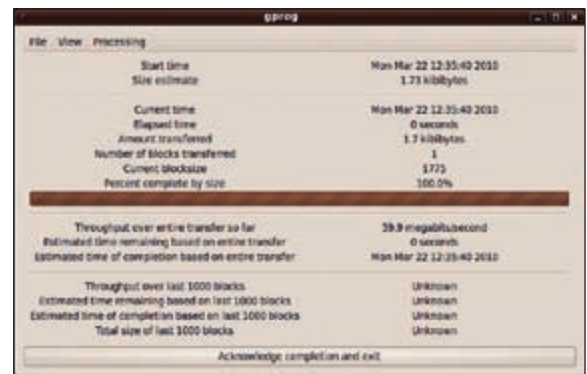 gprog
File View Processing
Start time Mon Mar 22 12:35:40 2010
Size estimate 1.73 kibibytes
Current time Mon Mar 22 12:35:40 2010
Elapsed time 0 seconds
Amount transferred 1.7 kibibytes
Number of blocks transferred 1
Current blocksize 1775
Percent complete by size 100.0%
Throughput over entire transfer so far 39.9 megabits/second
Estimated time remaining based on entire transfer 0 seconds
Estimated time of completion based on entire transfer Mon Mar 22 12:35:40 2010
Throughput over last 1000 blocks Unknown
Estimated time remaining based on last 1000 blocks Unknown
Estimated time of completion based on last 1000 blocks Unknown
Total size of last 1000 blocks Unknown
Acknowledge completion and exit